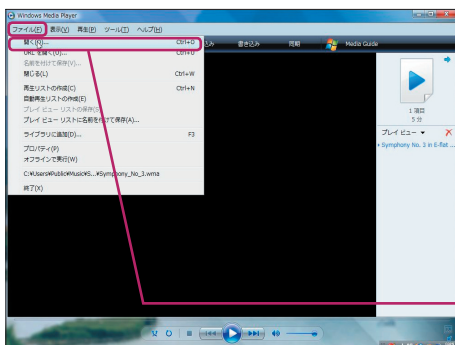 Windows Media Player
ファイル(F) 表示(V) 再生(P) ツール(T) ヘルプ(H)
開く(O)... Ctrl+O
URL を開く(U)... Ctrl+U
名前を付けて保存(V)...
閉じる(L) Ctrl+W
再生リストの作成(C) Ctrl+N
自動再生リストの作成(E)
プレイ ビュー リストの保存(S)
プレイ ビュー リストに名前を付けて保存(A)...
ライブラリに追加(D)... F3
プロパティ(P)
オフラインで実行(W)
C:¥Users¥Public¥Music¥S...¥Symphony_No_3.wma
終了(X)
込み 書き込み 同期 Media Guide
1 項目
5 分
プレイ ビュー
Symphony No. 3 in E-flat ...